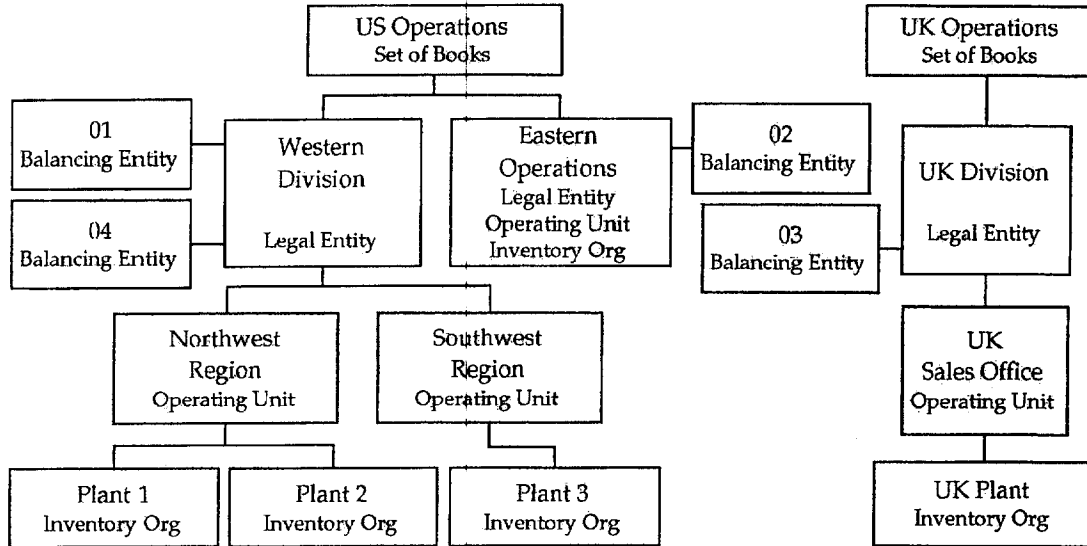 US Operations
Set of Books
UK Operations
Set of Books
01
Balancing Entity
Western
Division
Legal Entity
Eastern
Operations
Legal Entity
Operating Unit
Inventory Org
02
Balancing Entity
UK Division
Legal Entity
04
Balancing Entity
03
Balancing Entity
Northwest
Region
Operating Unit
Southwest
Region
Operating Unit
UK
Sales Office
Operating Unit
Plant 1
Inventory Org
Plant 2
Inventory Org
Plant 3
Inventory Org
UK Plant
Inventory Org